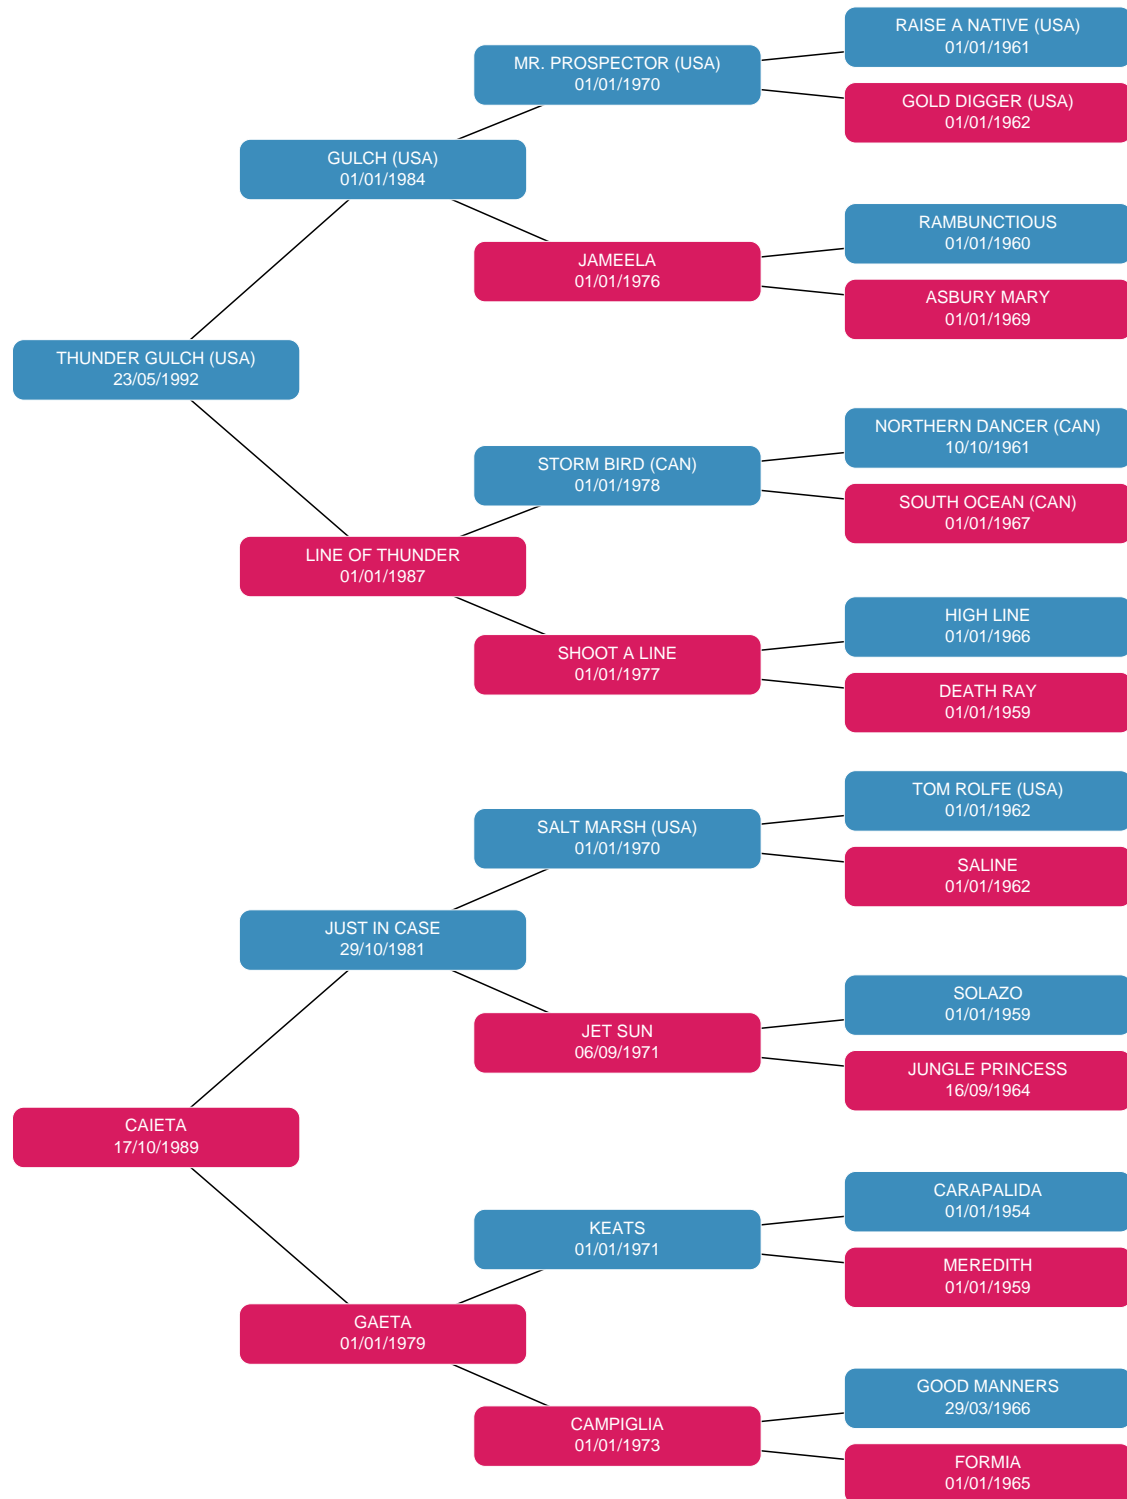 RAISE A NATIVE (USA)
01/01/1961
MR. PROSPECTOR (USA)
01/01/1970
GOLD DIGGER (USA)
01/01/1962
GULCH (USA)
01/01/1984
RAMBUNCTIOUS
01/01/1960
JAMEELA
01/01/1976
ASBURY MARY
01/01/1969
THUNDER GULCH (USA)
23/05/1992
NORTHERN DANCER (CAN)
10/10/1961
STORM BIRD (CAN)
01/01/1978
SOUTH OCEAN (CAN)
01/01/1967
LINE OF THUNDER
01/01/1987
HIGH LINE
01/01/1966
SHOOT A LINE
01/01/1977
DEATH RAY
01/01/1959
TOM ROLFE (USA)
01/01/1962
SALT MARSH (USA)
01/01/1970
SALINE
01/01/1962
JUST IN CASE
29/10/1981
SOLAZO
01/01/1959
JET SUN
06/09/1971
JUNGLE PRINCESS
16/09/1964
CAIETA
17/10/1989
CARAPALIDA
01/01/1954
KEATS
01/01/1971
MEREDITH
01/01/1959
GAETA
01/01/1979
GOOD MANNERS
29/03/1966
CAMPIGLIA
01/01/1973
FORMIA
01/01/1965